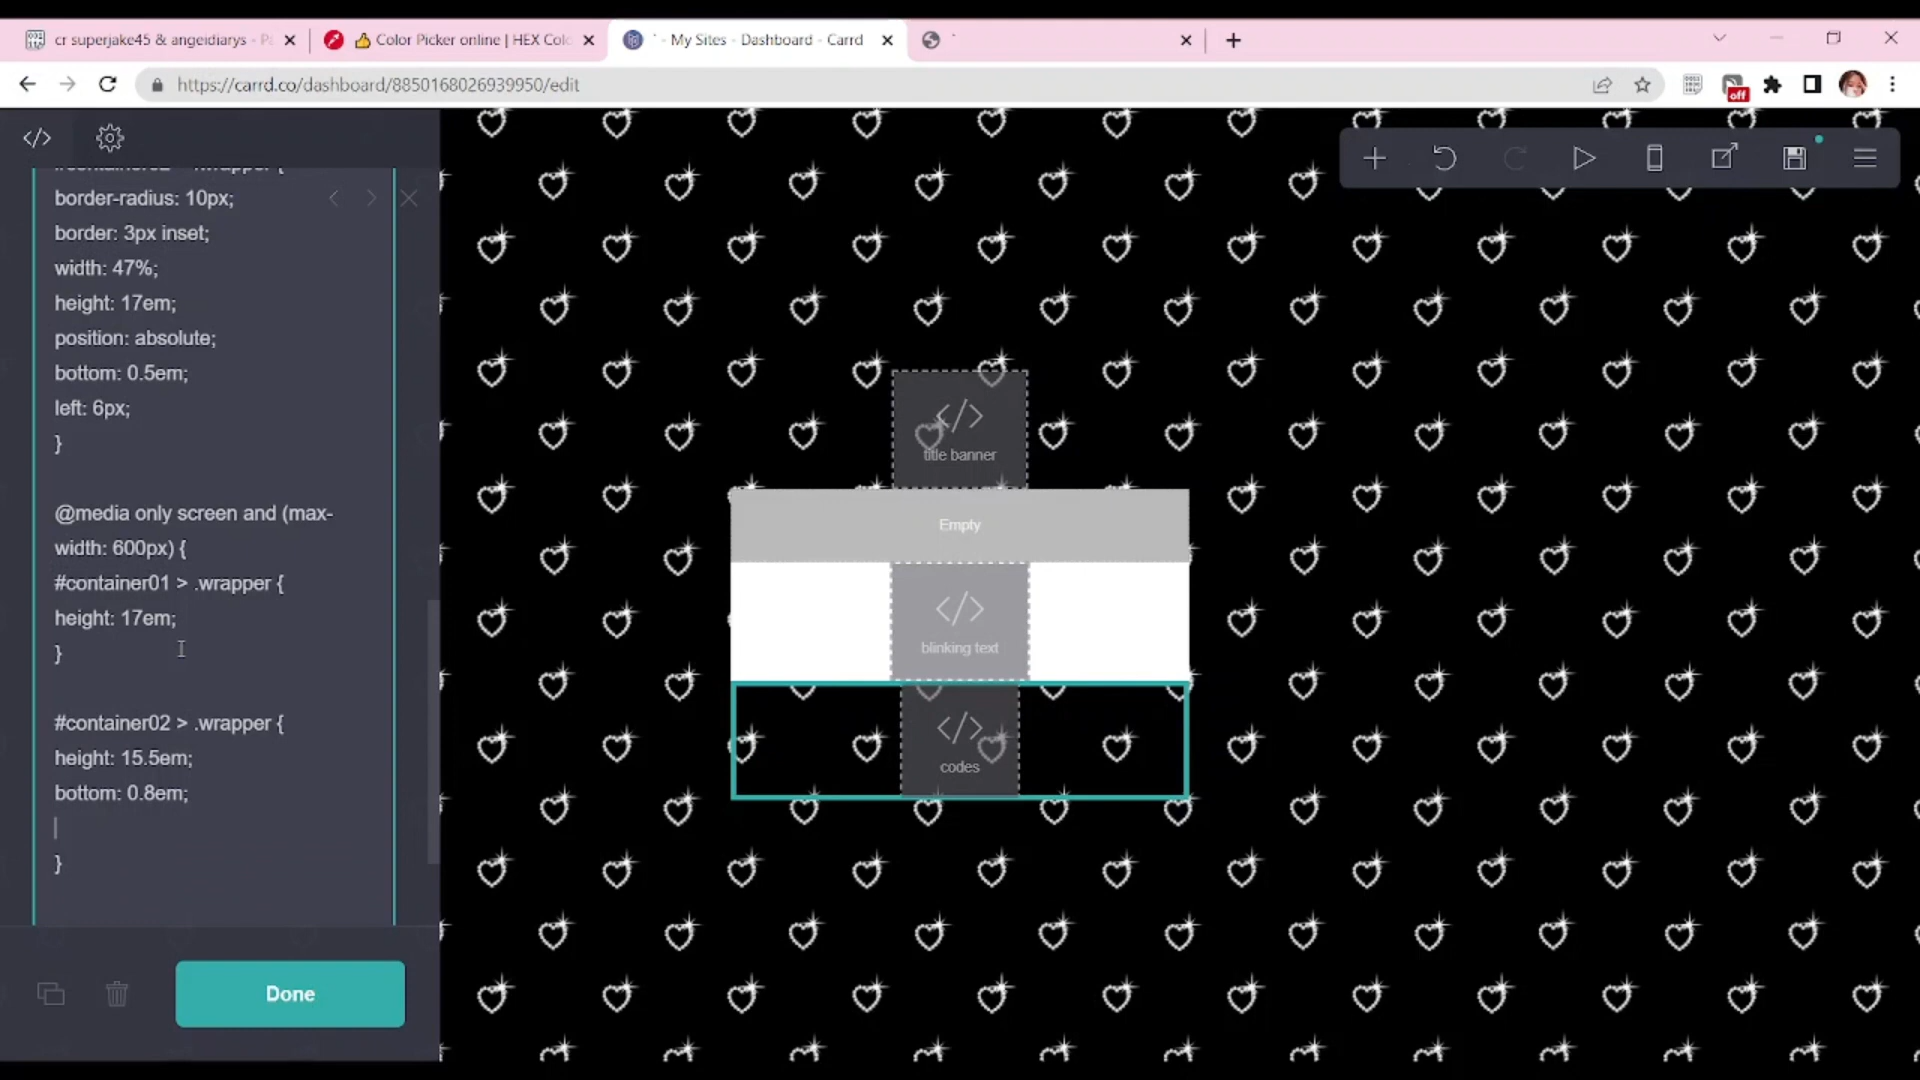 cr superjake45 & angeidiarys - Pa
👍 Color Picker online | HEX Colo
` - My Sites - Dashboard - Carrd
`
https://carrd.co/dashboard/8850168026939950/edit
off
border-radius: 10px;
border: 3px inset;
width: 47%;
height: 17em;
position: absolute;
bottom: 0.5em;
left: 6px;
}
@media only screen and (max-
width: 600px) {
#container01 > .wrapper {
height: 17em;
}
#container02 > .wrapper {
height: 15.5em;
bottom: 0.8em;
}
Done
title banner
Empty
blinking text
codes